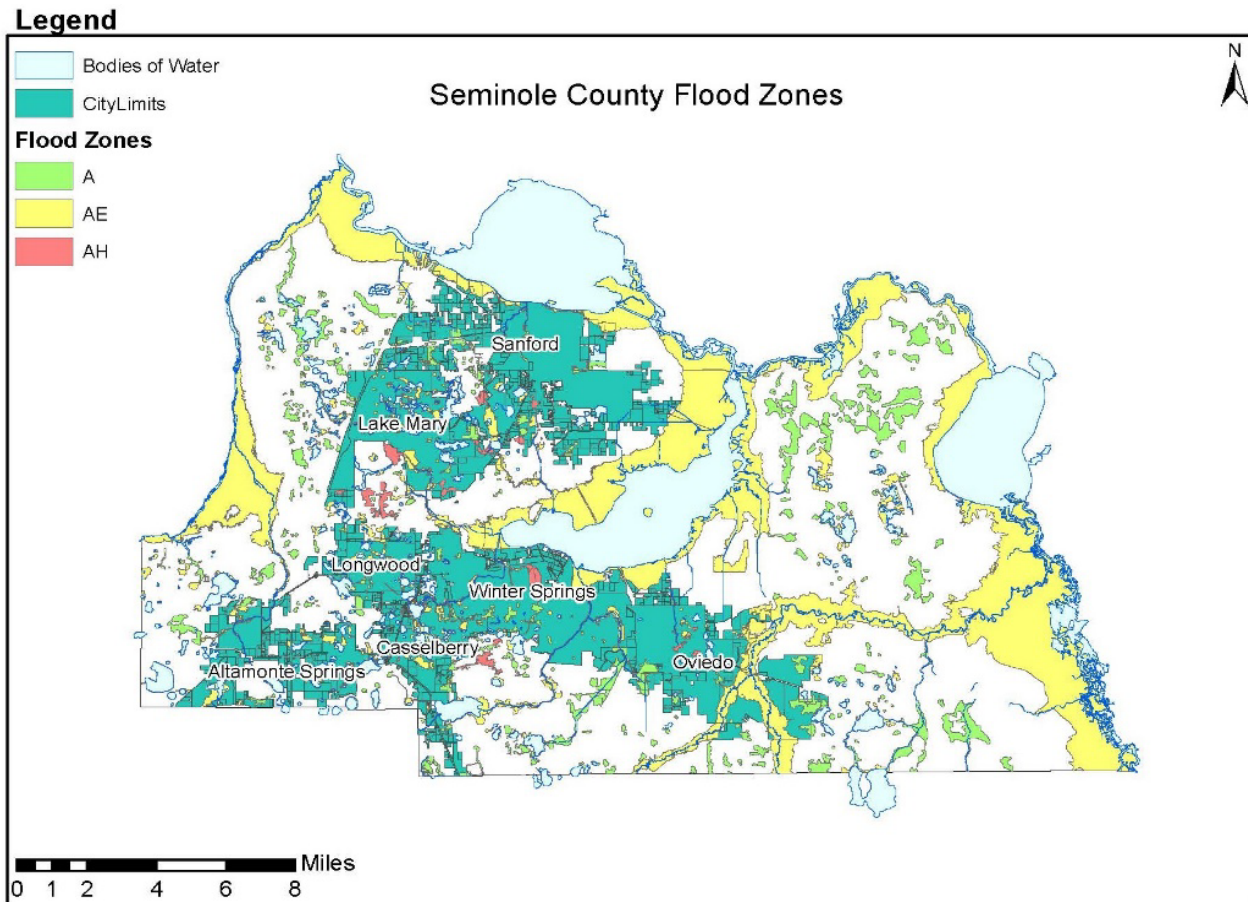 Legend
Bodies of Water
CityLimits
Flood Zones
A
AE
AH
Seminole County Flood Zones
N
Sanford
Lake Mary
Longwood
Winter Springs
Casselberry
Altamonte Springs
Oviedo
Miles
0 1 2 4 6 8